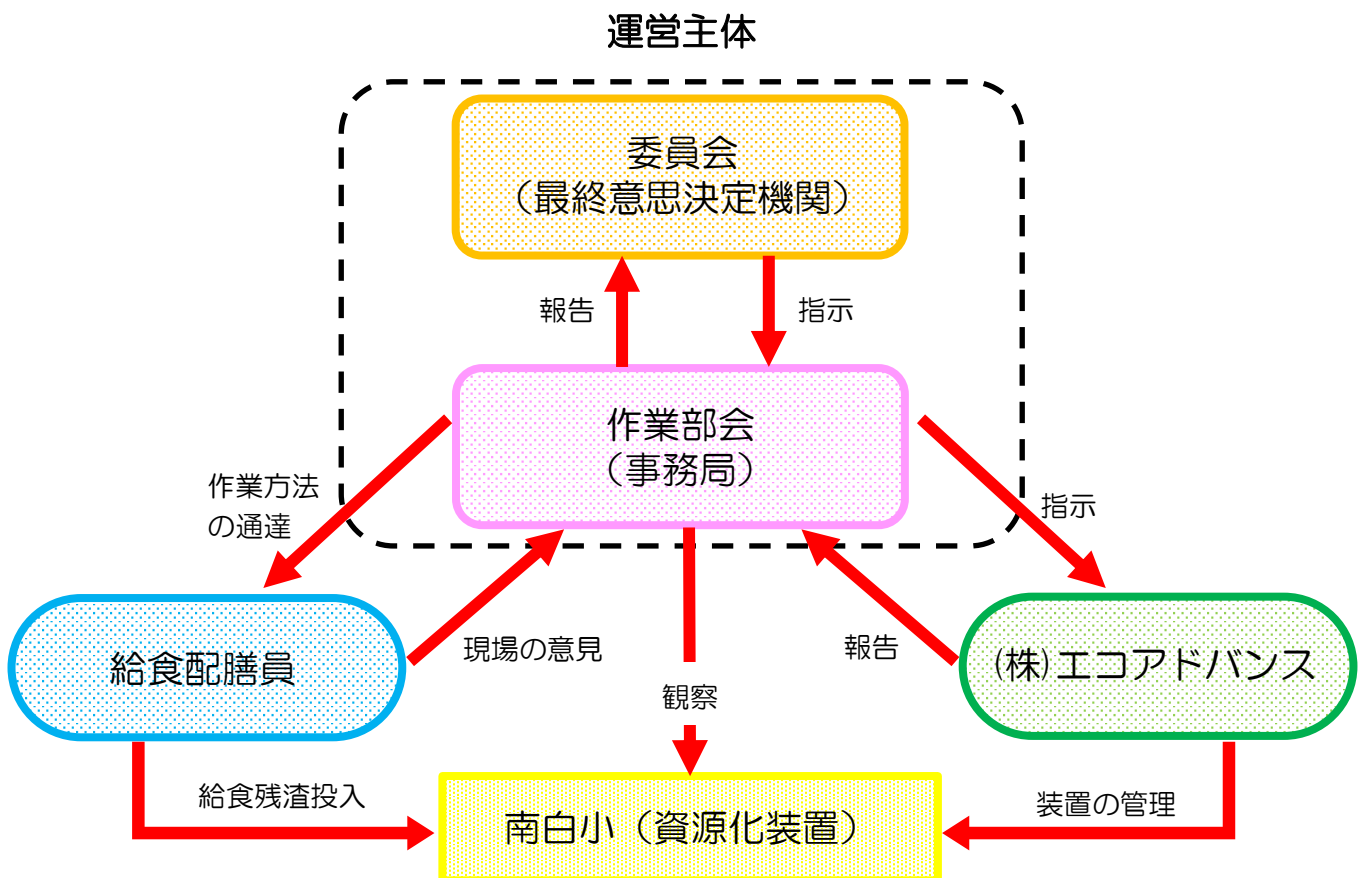 運営主体
委員会
（最終意思決定機関）
報告
指示
作業部会
（事務局）
作業方法
の通達
指示
現場の意見
報告
給食配膳員
(株)エコアドバンス
観察
給食残渣投入
装置の管理
南白小（資源化装置）